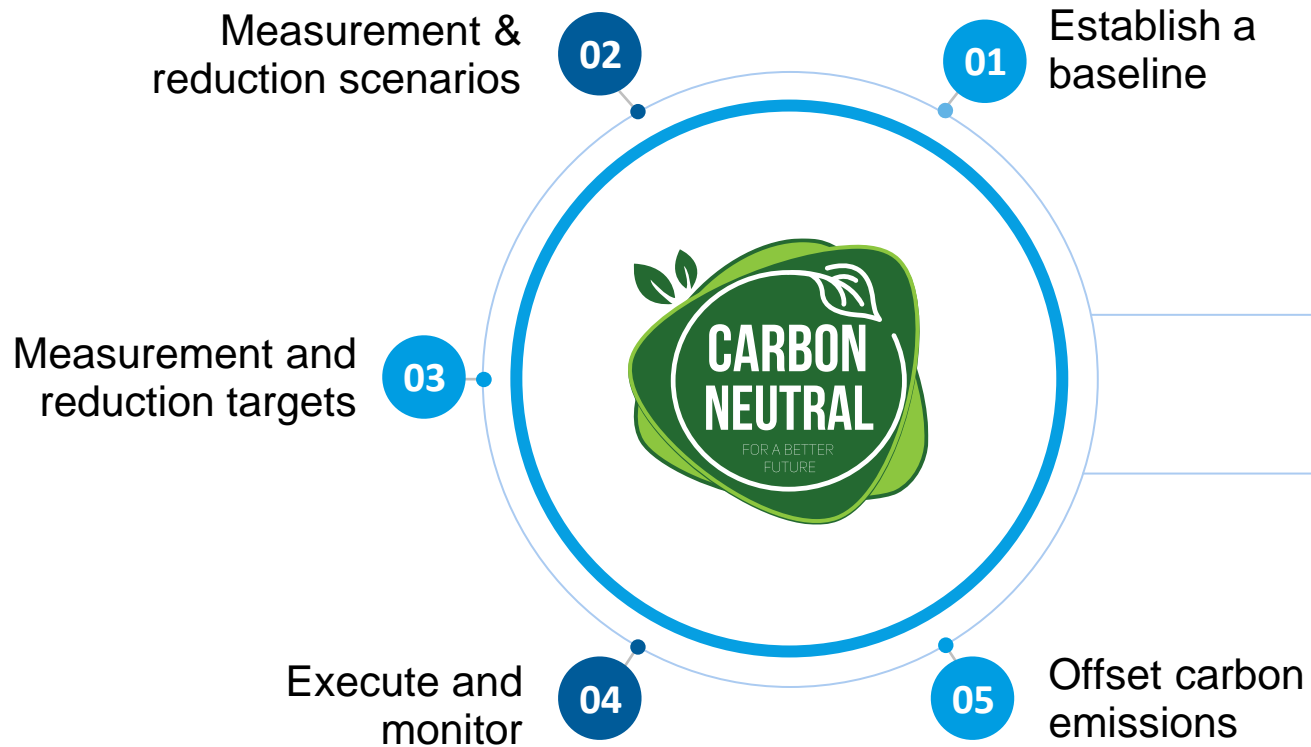 01
Establish a
baseline
02
Measurement &
reduction scenarios
03
Measurement and
reduction targets
04
Execute and
monitor
05
Offset carbon
emissions
CARBON
NEUTRAL
FOR A BETTER
FUTURE